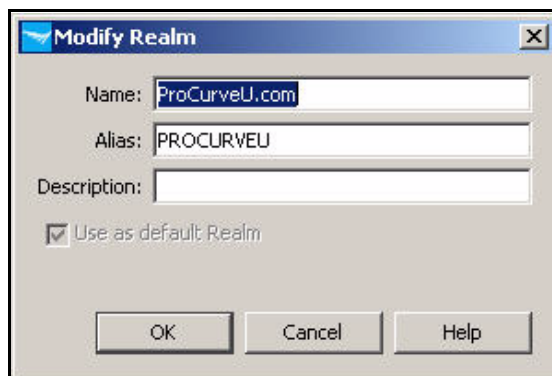 Modify Realm
Name: ProCurveU.com
Alias: PROCURVEU
Description:
Use as default Realm
OK Cancel Help